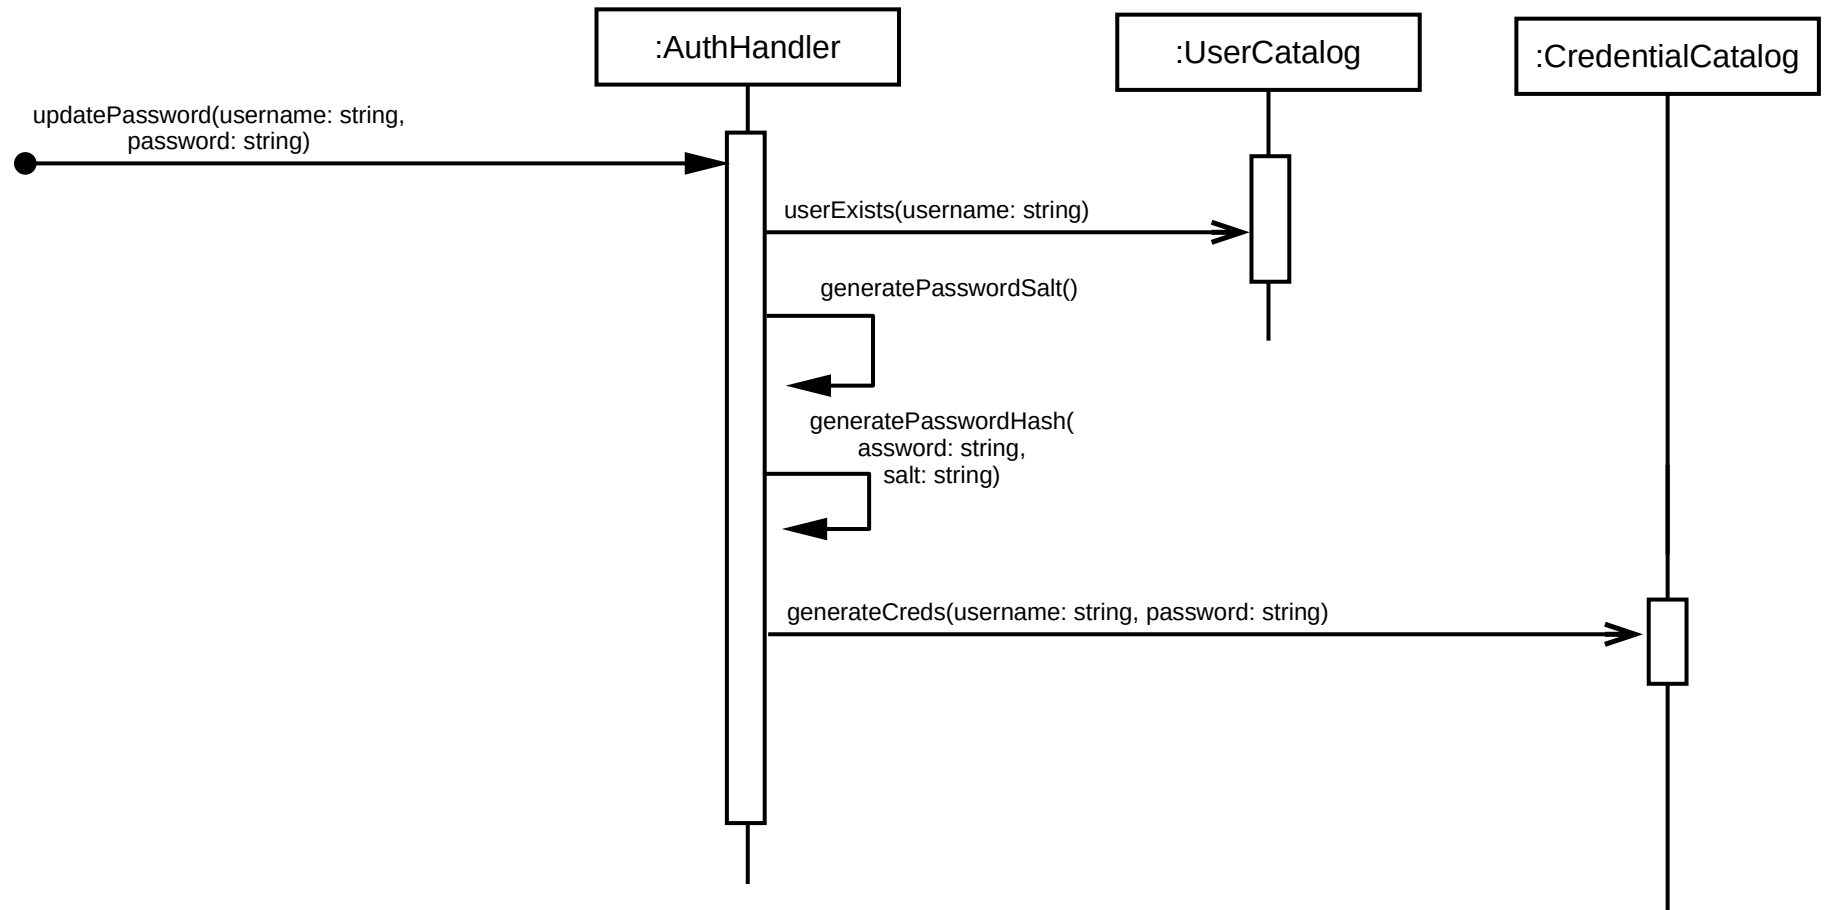 :AuthHandler
:UserCatalog
:CredentialCatalog
updatePassword(username: string,
password: string)
userExists(username: string)
generatePasswordSalt()
generatePasswordHash(
assword: string,
salt: string)
generateCreds(username: string, password: string)